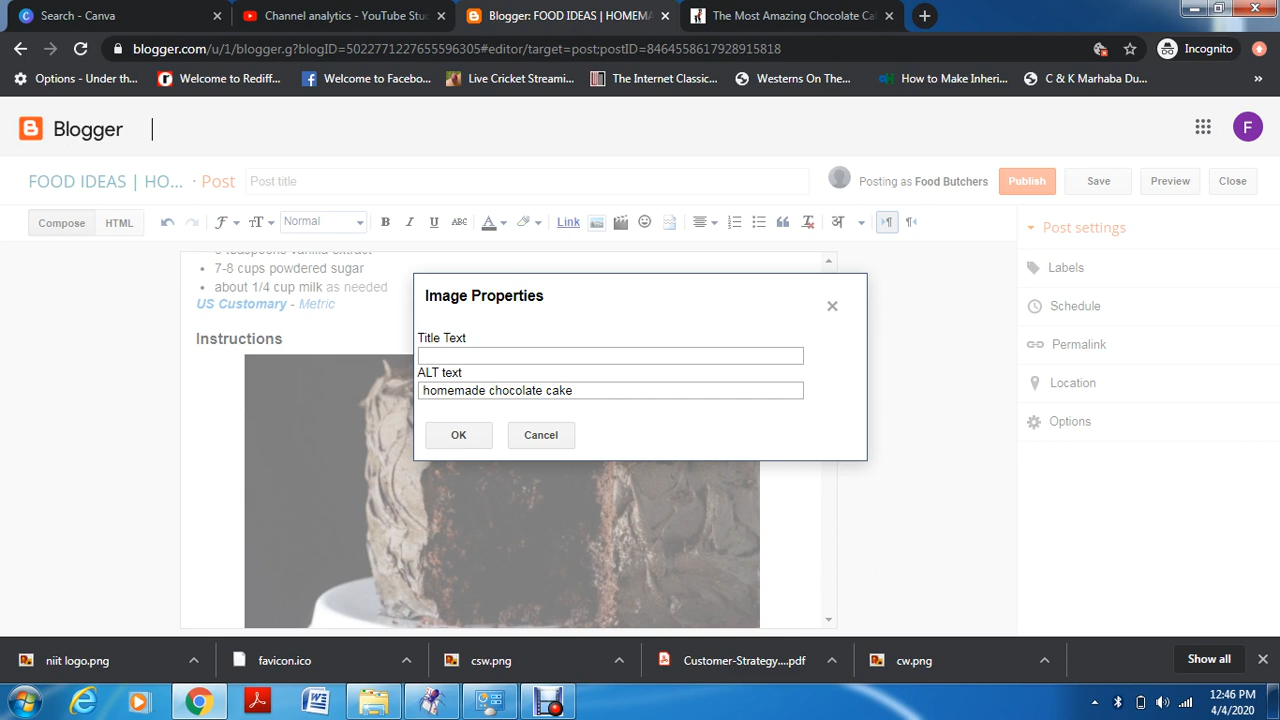 Search - Canva
Channel analytics - YouTube Stu
Blogger: FOOD IDEAS | HOMEMA
The Most Amazing Chocolate Ca
blogger.com/u/1/blogger.g?blogID=5022771227655596305#editor/target=post;postID=8464558617928915818
Incognito
Options - Under th...
Welcome to Rediff...
Welcome to Facebo...
Live Cricket Streami...
The Internet Classic...
Westerns On The...
How to Make Inheri...
C & K Marhaba Du...
»
Blogger
F
FOOD IDEAS | HO... · Post
Post title
Posting as Food Butchers
Publish
Save
Preview
Close
Compose
HTML
Normal
B
I
U
ABC
A
Link
अ
Post settings
Labels
Schedule
Permalink
Location
Options
• 7-8 cups powdered sugar
• about 1/4 cup milk as needed
US Customary - Metric
Instructions
Image Properties
Title Text
ALT text
homemade chocolate cake
OK
Cancel
niit logo.png
favicon.ico
csw.png
Customer-Strategy....pdf
cw.png
Show all
12:46 PM
4/4/2020